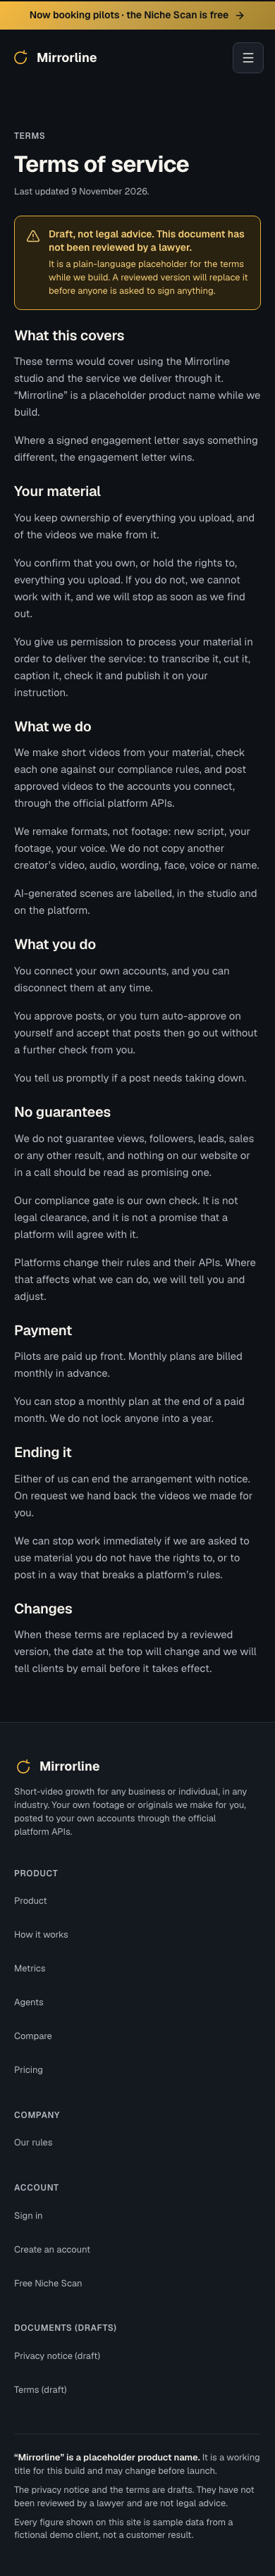 Now booking pilots · the Niche Scan is free →
Mirrorline
TERMS
Terms of service
Last updated 9 November 2026.
Draft, not legal advice. This document has
not been reviewed by a lawyer.
It is a plain-language placeholder for the terms
while we build. A reviewed version will replace it
before anyone is asked to sign anything.
What this covers
These terms would cover using the Mirrorline
studio and the service we deliver through it.
“Mirrorline” is a placeholder product name while we
build.
Where a signed engagement letter says something
different, the engagement letter wins.
Your material
You keep ownership of everything you upload, and
of the videos we make from it.
You confirm that you own, or hold the rights to,
everything you upload. If you do not, we cannot
work with it, and we will stop as soon as we find
out.
You give us permission to process your material in
order to deliver the service: to transcribe it, cut it,
caption it, check it and publish it on your
instruction.
What we do
We make short videos from your material, check
each one against our compliance rules, and post
approved videos to the accounts you connect,
through the official platform APIs.
We remake formats, not footage: new script, your
footage, your voice. We do not copy another
creator’s video, audio, wording, face, voice or name.
AI-generated scenes are labelled, in the studio and
on the platform.
What you do
You connect your own accounts, and you can
disconnect them at any time.
You approve posts, or you turn auto-approve on
yourself and accept that posts then go out without
a further check from you.
You tell us promptly if a post needs taking down.
No guarantees
We do not guarantee views, followers, leads, sales
or any other result, and nothing on our website or
in a call should be read as promising one.
Our compliance gate is our own check. It is not
legal clearance, and it is not a promise that a
platform will agree with it.
Platforms change their rules and their APIs. Where
that affects what we can do, we will tell you and
adjust.
Payment
Pilots are paid up front. Monthly plans are billed
monthly in advance.
You can stop a monthly plan at the end of a paid
month. We do not lock anyone into a year.
Ending it
Either of us can end the arrangement with notice.
On request we hand back the videos we made for
you.
We can stop work immediately if we are asked to
use material you do not have the rights to, or to
post in a way that breaks a platform’s rules.
Changes
When these terms are replaced by a reviewed
version, the date at the top will change and we will
tell clients by email before it takes effect.
Mirrorline
Short-video growth for any business or individual, in any
industry. Your own footage or originals we make for you,
posted to your own accounts through the official
platform APIs.
PRODUCT
Product
How it works
Metrics
Agents
Compare
Pricing
COMPANY
Our rules
ACCOUNT
Sign in
Create an account
Free Niche Scan
DOCUMENTS (DRAFTS)
Privacy notice (draft)
Terms (draft)
“Mirrorline” is a placeholder product name. It is a working
title for this build and may change before launch.
The privacy notice and the terms are drafts. They have not
been reviewed by a lawyer and are not legal advice.
Every figure shown on this site is sample data from a
fictional demo client, not a customer result.